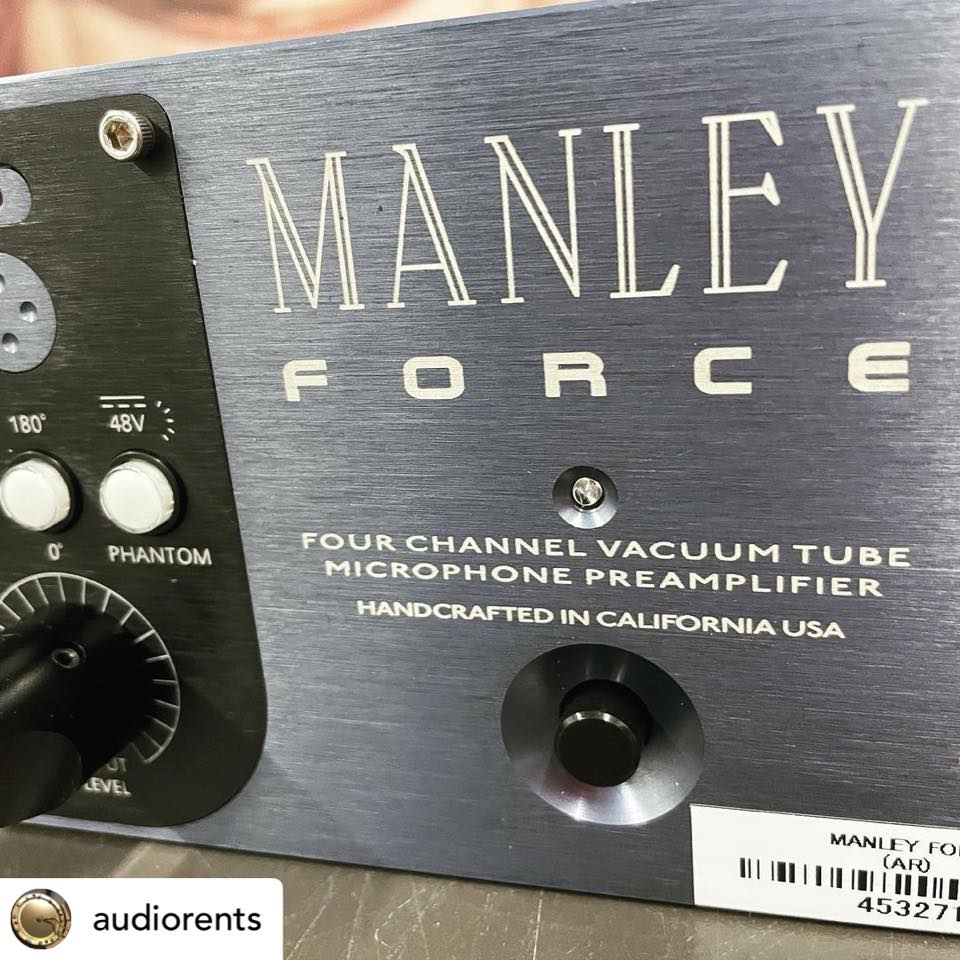 MANLEY
FORCE
180°
48V
0°
PHANTOM
FOUR CHANNEL VACUUM TUBE
MICROPHONE PREAMPLIFIER
HANDCRAFTED IN CALIFORNIA USA
LEVEL
MANLEY
(AR)
453271
audiorents